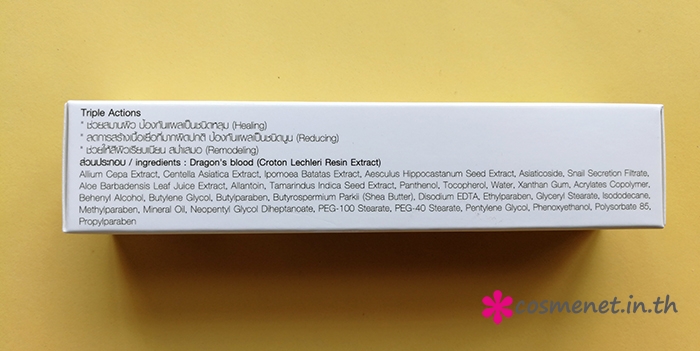 Triple Actions
* ช่วยสมานผิว ป้องกันแผลเป็นชนิดหลุม (Healing)
* ลดการสร้างเนื้อเยื่อที่มากผิดปกติ ป้องกันแผลเป็นชนิดนูน (Reducing)
* ช่วยให้สีผิวเรียบเนียน สม่ำเสมอ (Remodeling)
ส่วนประกอบ / ingredients : Dragon's blood (Croton Lechleri Resin Extract)
Allium Cepa Extract, Centella Asiatica Extract, Ipomoea Batatas Extract, Aesculus Hippocastanum Seed Extract, Asiaticoside, Snail Secretion Filtrate,
Aloe Barbadensis Leaf Juice Extract, Allantoin, Tamarindus Indica Seed Extract, Panthenol, Tocopherol, Water, Xanthan Gum, Acrylates Copolymer,
Behenyl Alcohol, Butylene Glycol, Butylparaben, Butyrospermum Parkii (Shea Butter), Disodium EDTA, Ethylparaben, Glyceryl Stearate, Isododecane,
Methylparaben, Mineral Oil, Neopentyl Glycol Diheptanoate, PEG-100 Stearate, PEG-40 Stearate, Pentylene Glycol, Phenoxyethanol, Polysorbate 85,
Propylparaben
cosmenet.in.th